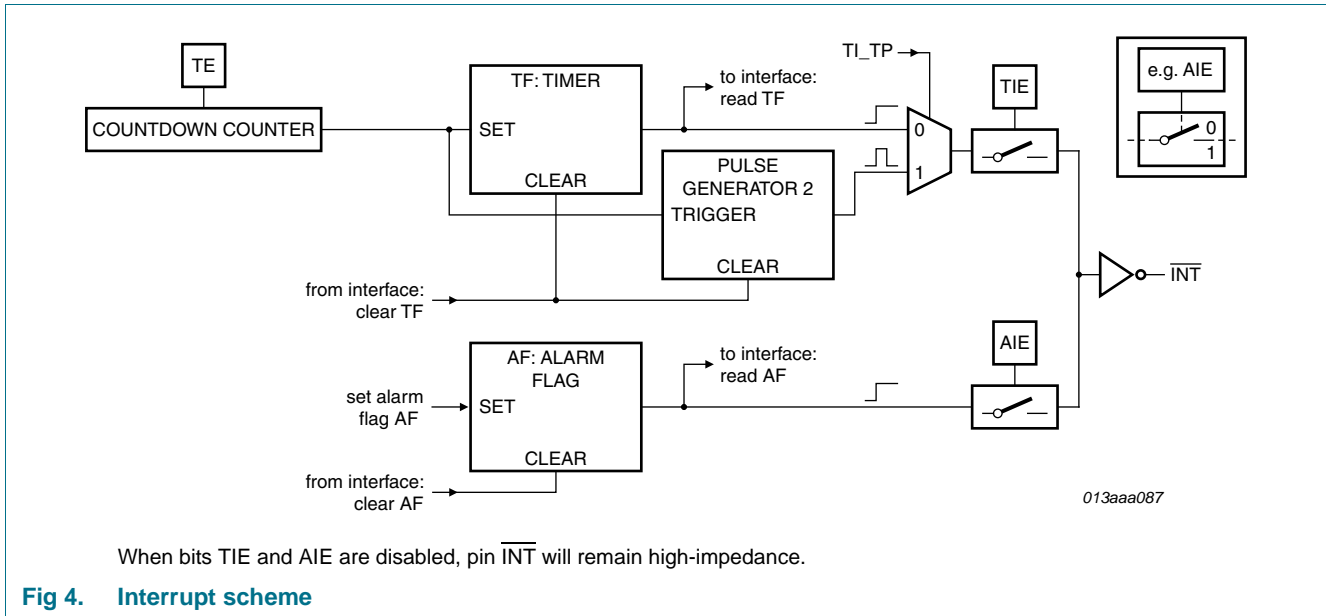 TE
COUNTDOWN COUNTER
TF: TIMER
SET
CLEAR
to interface:
read TF
TI_TP
0
1
TIE
e.g. AIE
0
1
PULSE
GENERATOR 2
TRIGGER
CLEAR
from interface:
clear TF
INT
AF: ALARM
FLAG
set alarm
flag AF
SET
CLEAR
to interface:
read AF
AIE
from interface:
clear AF
013aaa087
When bits TIE and AIE are disabled, pin INT will remain high-impedance.
Fig 4. Interrupt scheme